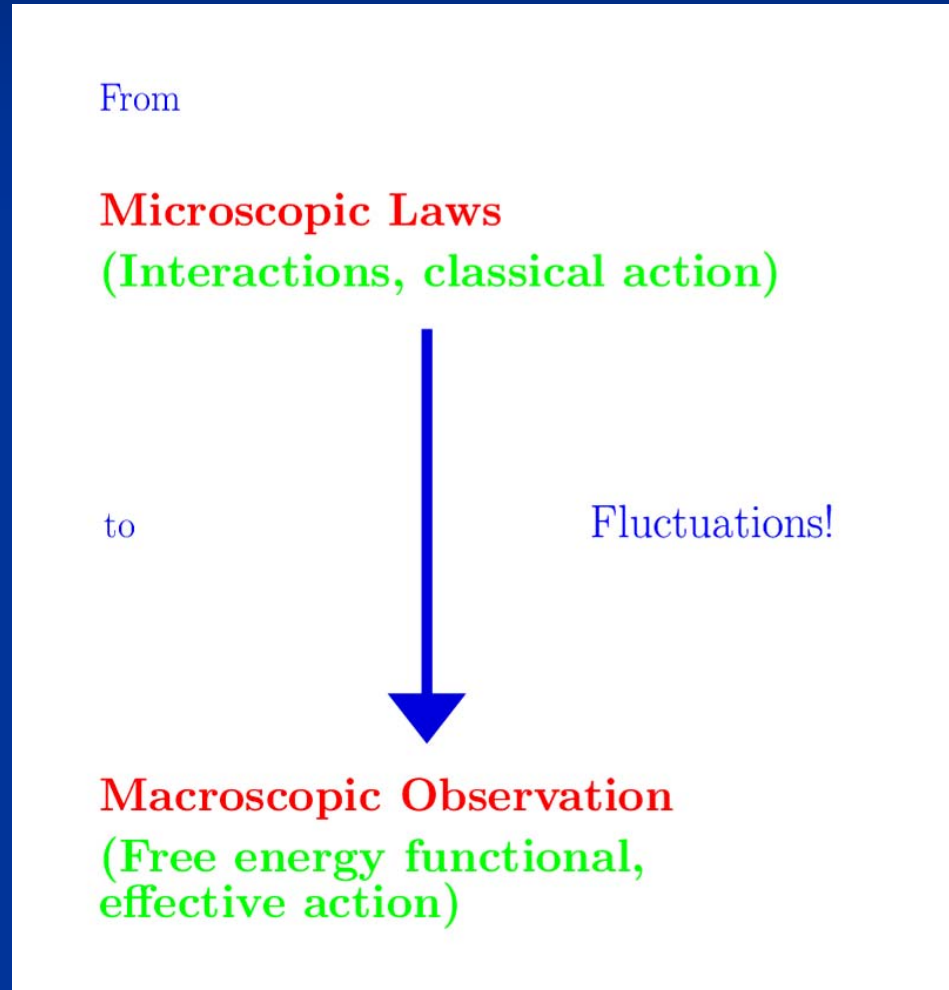 From
Microscopic Laws
(Interactions, classical action)
to
Fluctuations!
Macroscopic Observation
(Free energy functional,
effective action)